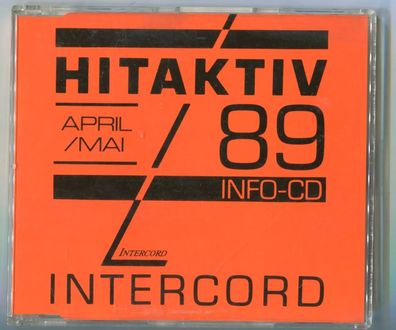 HITAKTIV
APRIL
/MAI
89
INFO-CD
INTERCORD
INTERCORD